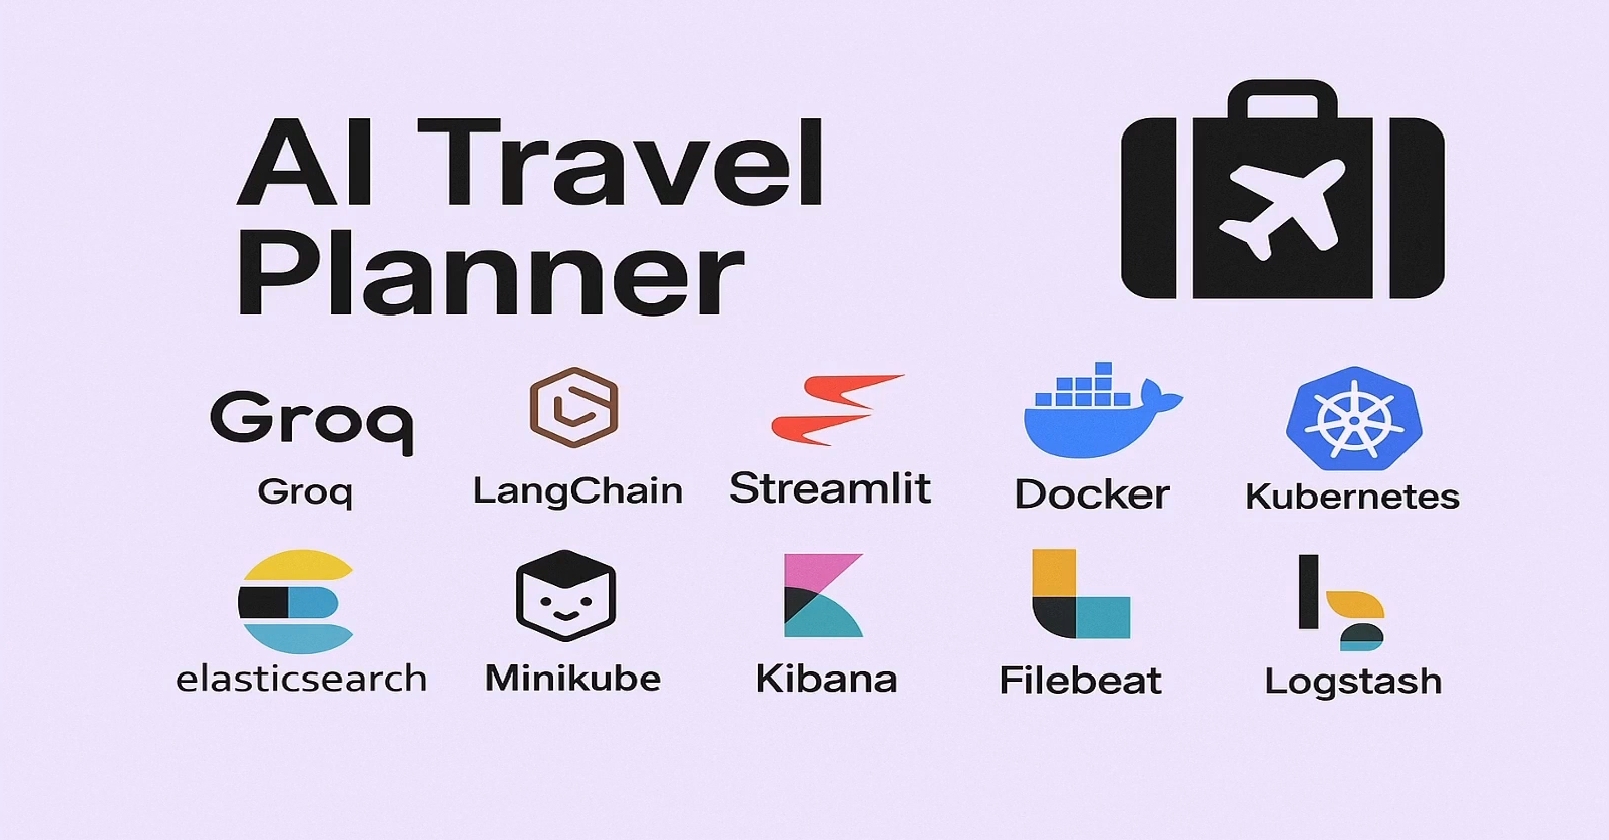 AI Travel
Planner
Groq
Groq
LangChain
Streamlit
Docker
Kubernetes
elasticsearch
Minikube
Kibana
Filebeat
Logstash